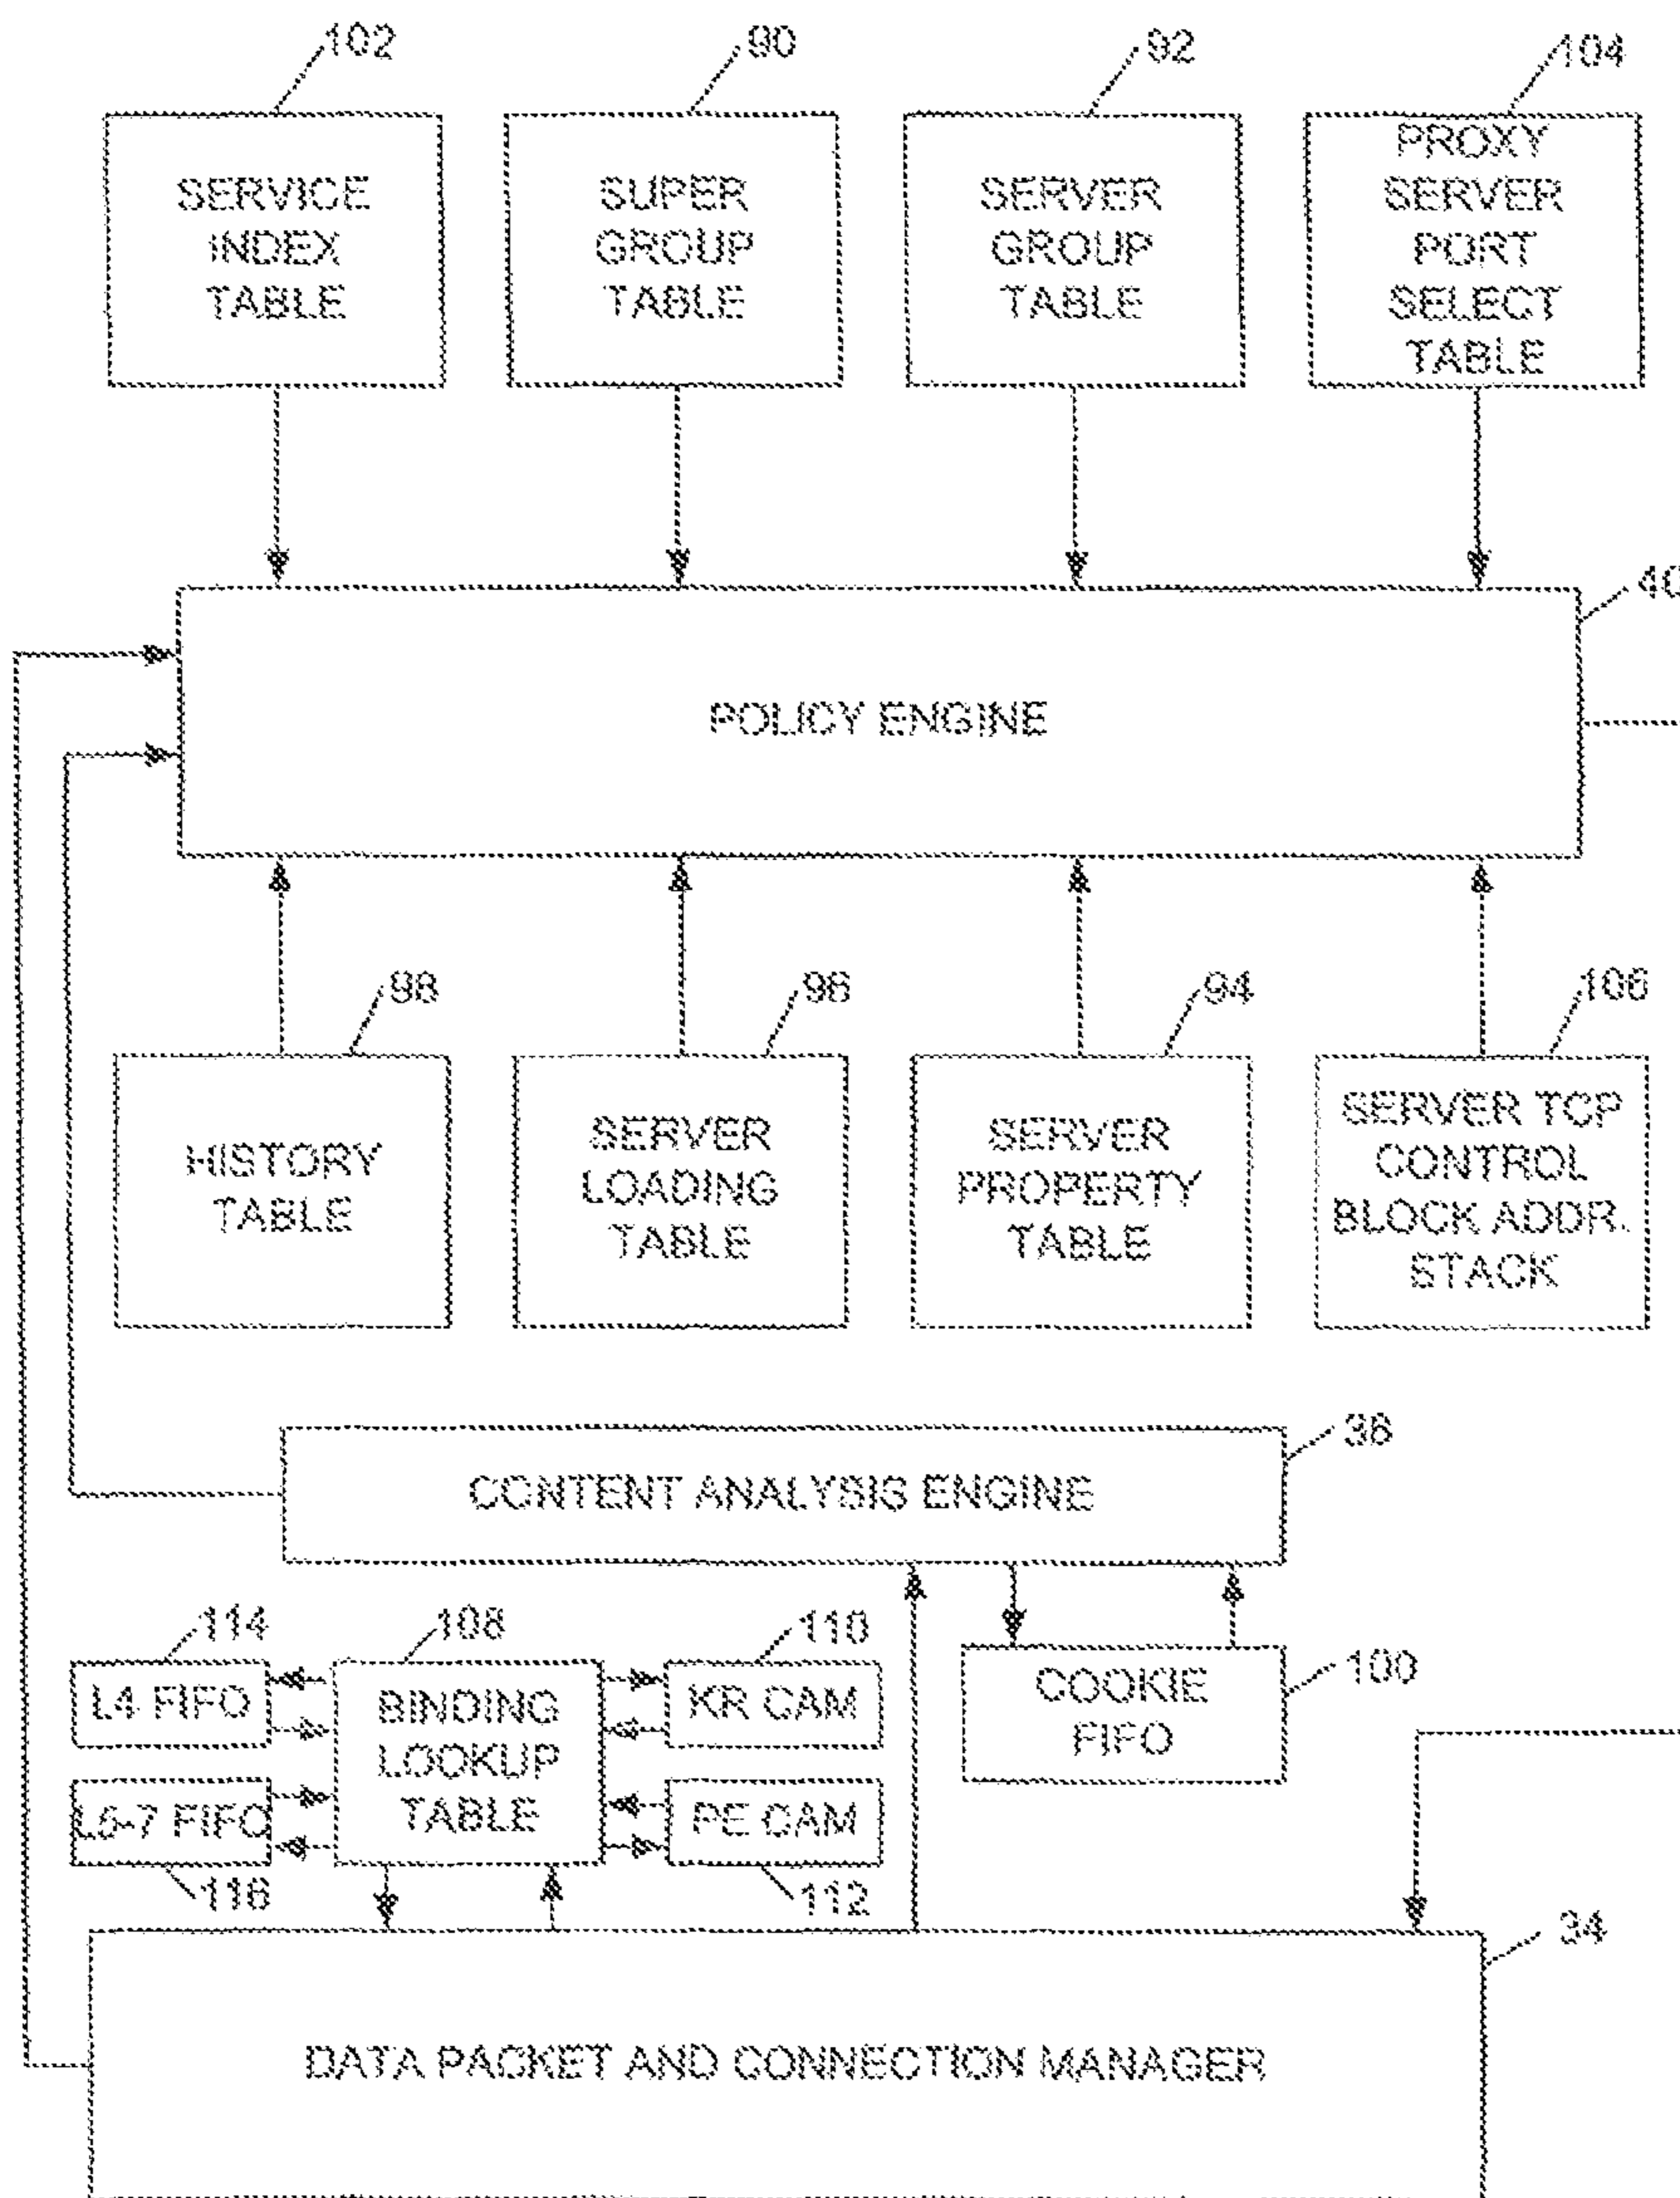 102
90
92
104
SERVICE
INDEX
TABLE
SUPER
GROUP
TABLE
SERVER
GROUP
TABLE
PROXY
SERVER
PORT
SELECT
TABLE
40
POLICY ENGINE
98
96
94
106
HISTORY
TABLE
SERVER
LOADING
TABLE
SERVER
PROPERTY
TABLE
SERVER TCP
CONTROL
BLOCK ADDR.
STACK
36
CONTENT ANALYSIS ENGINE
114
108
110
L4 FIFO
BINDING
LOOKUP
TABLE
KR CAM
COOKIE
FIFO
100
L5-7 FIFO
PE CAM
116
112
34
DATA PACKET AND CONNECTION MANAGER